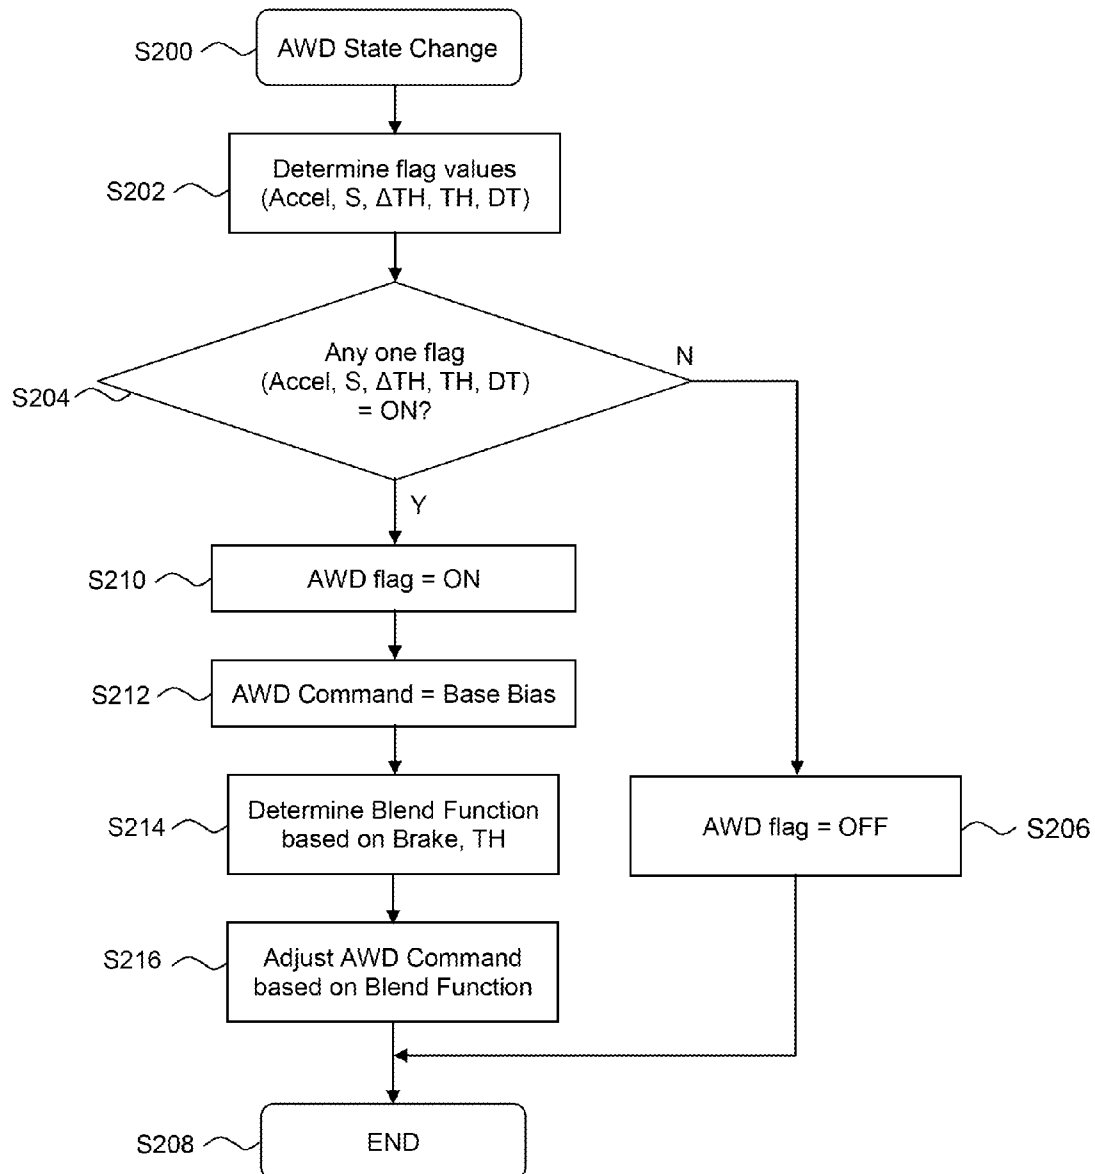 S200
AWD State Change
S202
Determine flag values
(Accel, S, ΔTH, TH, DT)
S204
Any one flag
(Accel, S, ΔTH, TH, DT)
= ON?
N
Y
S210
AWD flag = ON
S212
AWD Command = Base Bias
S214
Determine Blend Function
based on Brake, TH
AWD flag = OFF
S206
S216
Adjust AWD Command
based on Blend Function
S208
END